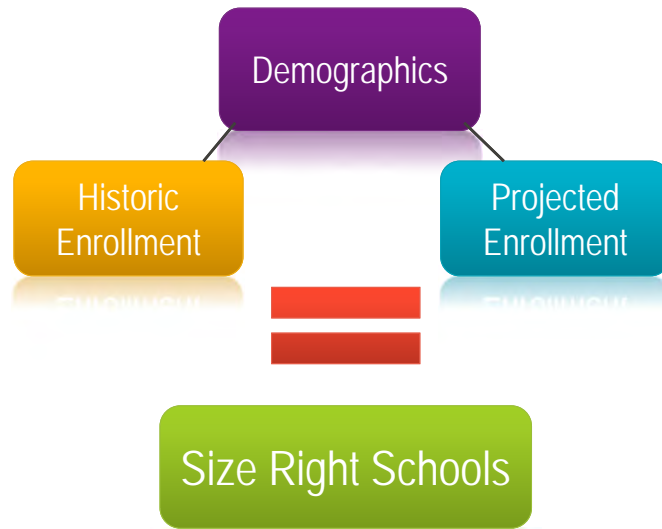 Demographics
Historic
Enrollment
Projected
Enrollment
Size Right Schools